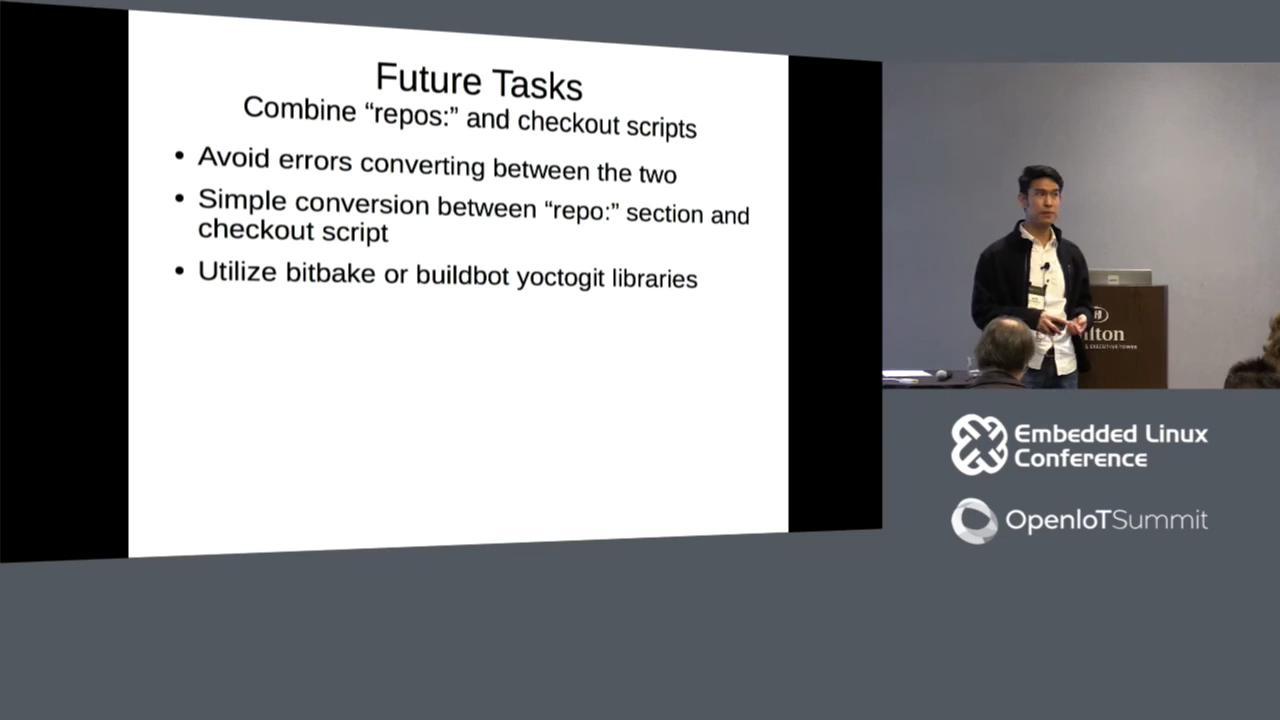 Future Tasks
Combine “repos:” and checkout scripts
• Avoid errors converting between the two
• Simple conversion between “repo:” section and
checkout script
• Utilize bitbake or buildbot yoctogit libraries
Embedded Linux
Conference
OpenIoTSummit